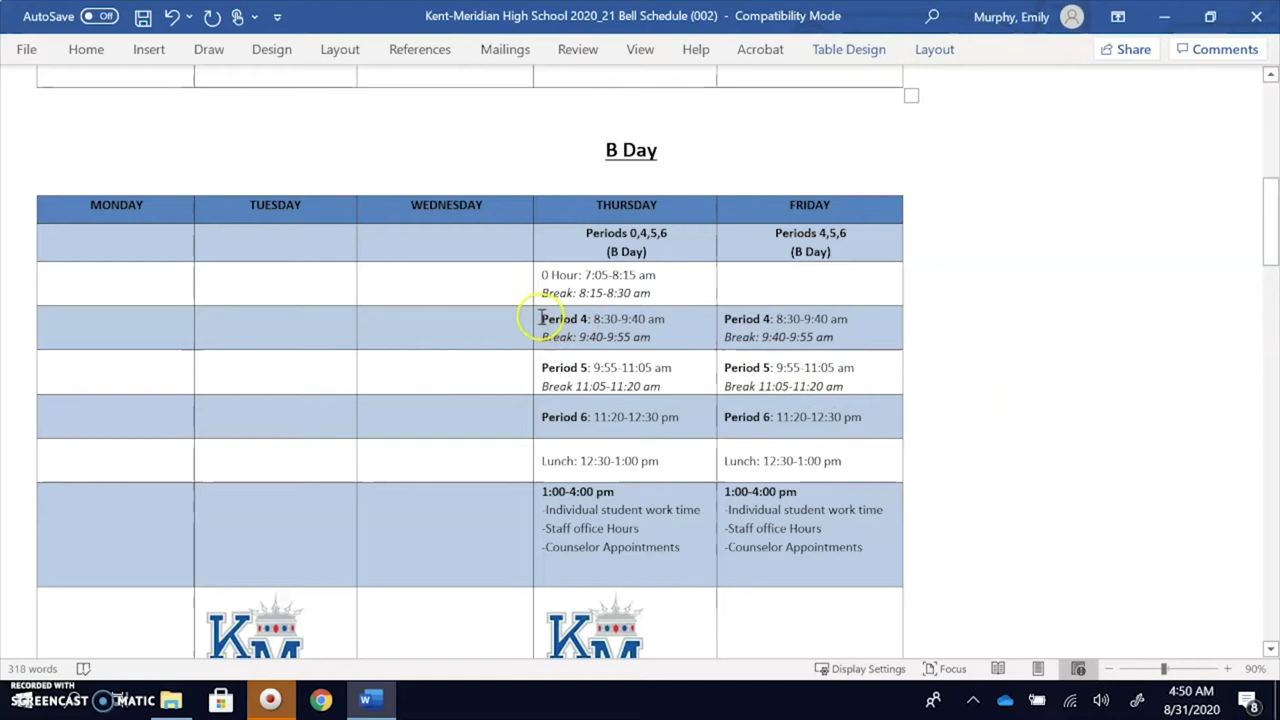 AutoSave Off
Kent-Meridian High School 2020_21 Bell Schedule (002) - Compatibility Mode
Murphy, Emily
File Home Insert Draw Design Layout References Mailings Review View Help Acrobat Table Design Layout Share Comments
B Day
MONDAY TUESDAY WEDNESDAY THURSDAY FRIDAY
Periods 0,4,5,6 Periods 4,5,6
(B Day) (B Day)
0 Hour: 7:05-8:15 am
Break: 8:15-8:30 am
Period 4: 8:30-9:40 am Period 4: 8:30-9:40 am
Break: 9:40-9:55 am Break: 9:40-9:55 am
Period 5: 9:55-11:05 am Period 5: 9:55-11:05 am
Break 11:05-11:20 am Break 11:05-11:20 am
Period 6: 11:20-12:30 pm Period 6: 11:20-12:30 pm
Lunch: 12:30-1:00 pm Lunch: 12:30-1:00 pm
1:00-4:00 pm 1:00-4:00 pm
-Individual student work time -Individual student work time
-Staff office Hours -Staff office Hours
-Counselor Appointments -Counselor Appointments
KM KM
318 words Display Settings Focus 90%
RECORDED WITH
SCREENCAST MATIC
W
4:50 AM
8/31/2020
8